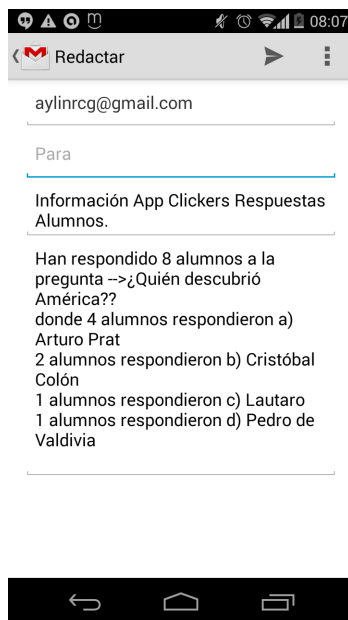 08:07
Redactar
aylinrcg@gmail.com
Para
Información App Clickers Respuestas
Alumnos.
Han respondido 8 alumnos a la
pregunta -->¿Quién descubrió
América??
donde 4 alumnos respondieron a)
Arturo Prat
2 alumnos respondieron b) Cristóbal
Colón
1 alumnos respondieron c) Lautaro
1 alumnos respondieron d) Pedro de
Valdivia